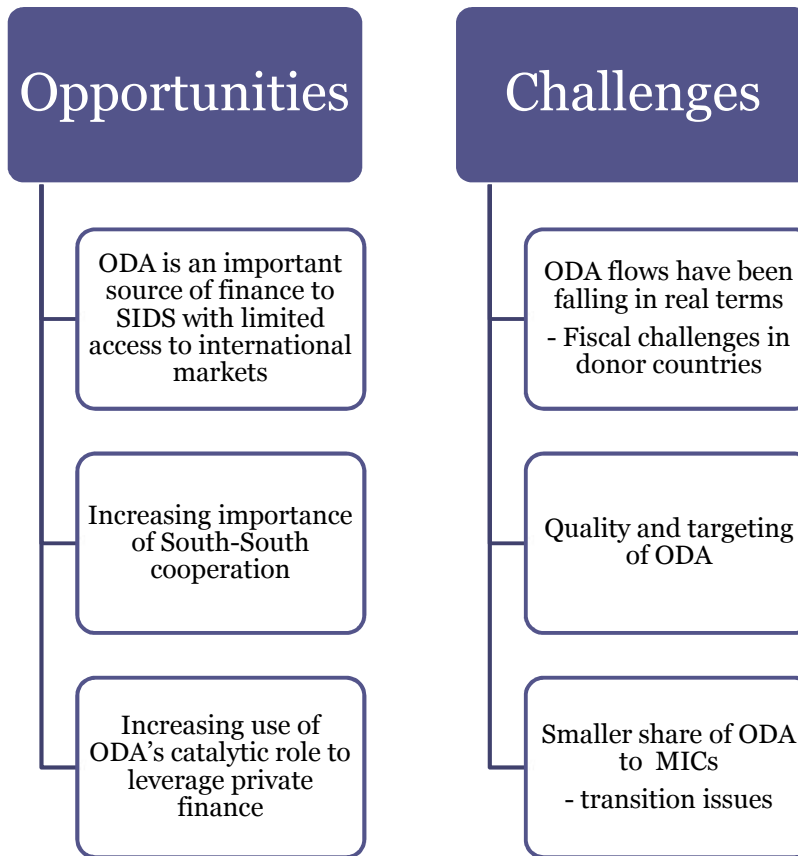 Opportunities
ODA is an important
source of finance to
SIDS with limited
access to international
markets
Increasing importance
of South-South
cooperation
Increasing use of
ODA’s catalytic role to
leverage private
finance
Challenges
ODA flows have been
falling in real terms
- Fiscal challenges in
donor countries
Quality and targeting
of ODA
Smaller share of ODA
to MICs
- transition issues